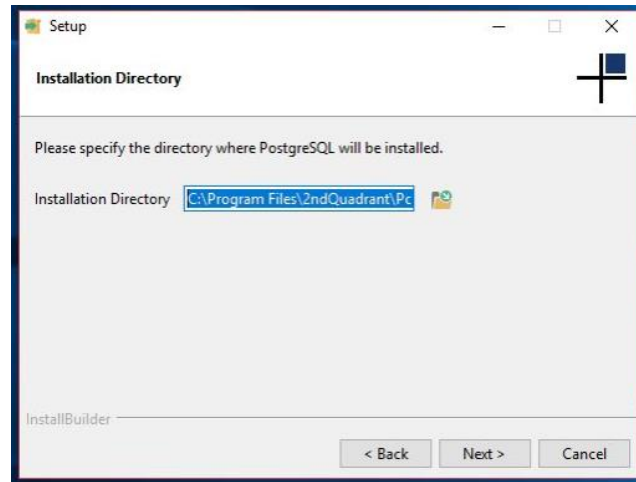 Setup
Installation Directory
Please specify the directory where PostgreSQL will be installed.
Installation Directory C:\Program Files\2ndQuadrant\Pc
InstallBuilder
< Back Next > Cancel